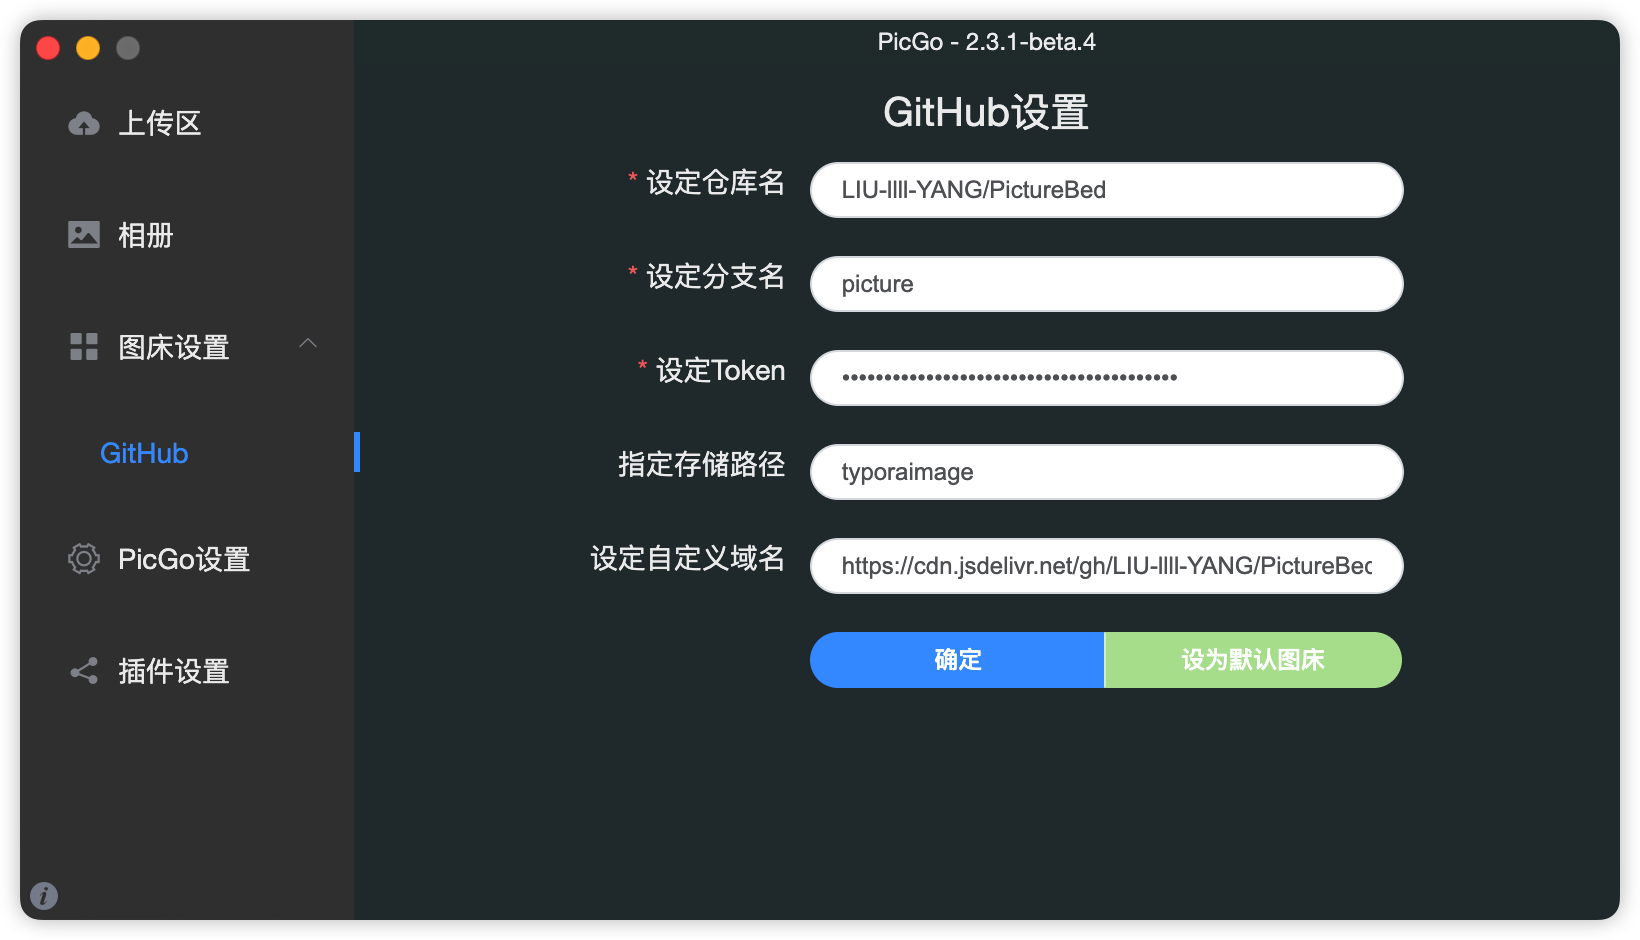 PicGo - 2.3.1-beta.4
上传区
相册
图床设置
GitHub
PicGo设置
插件设置
GitHub设置
* 设定仓库名
LIU-llll-YANG/PictureBed
* 设定分支名
picture
* 设定Token
••••••••••••••••••••••••••••••••••••••••
指定存储路径
typoraimage
设定自定义域名
https://cdn.jsdelivr.net/gh/LIU-llll-YANG/PictureBed
确定
设为默认图床